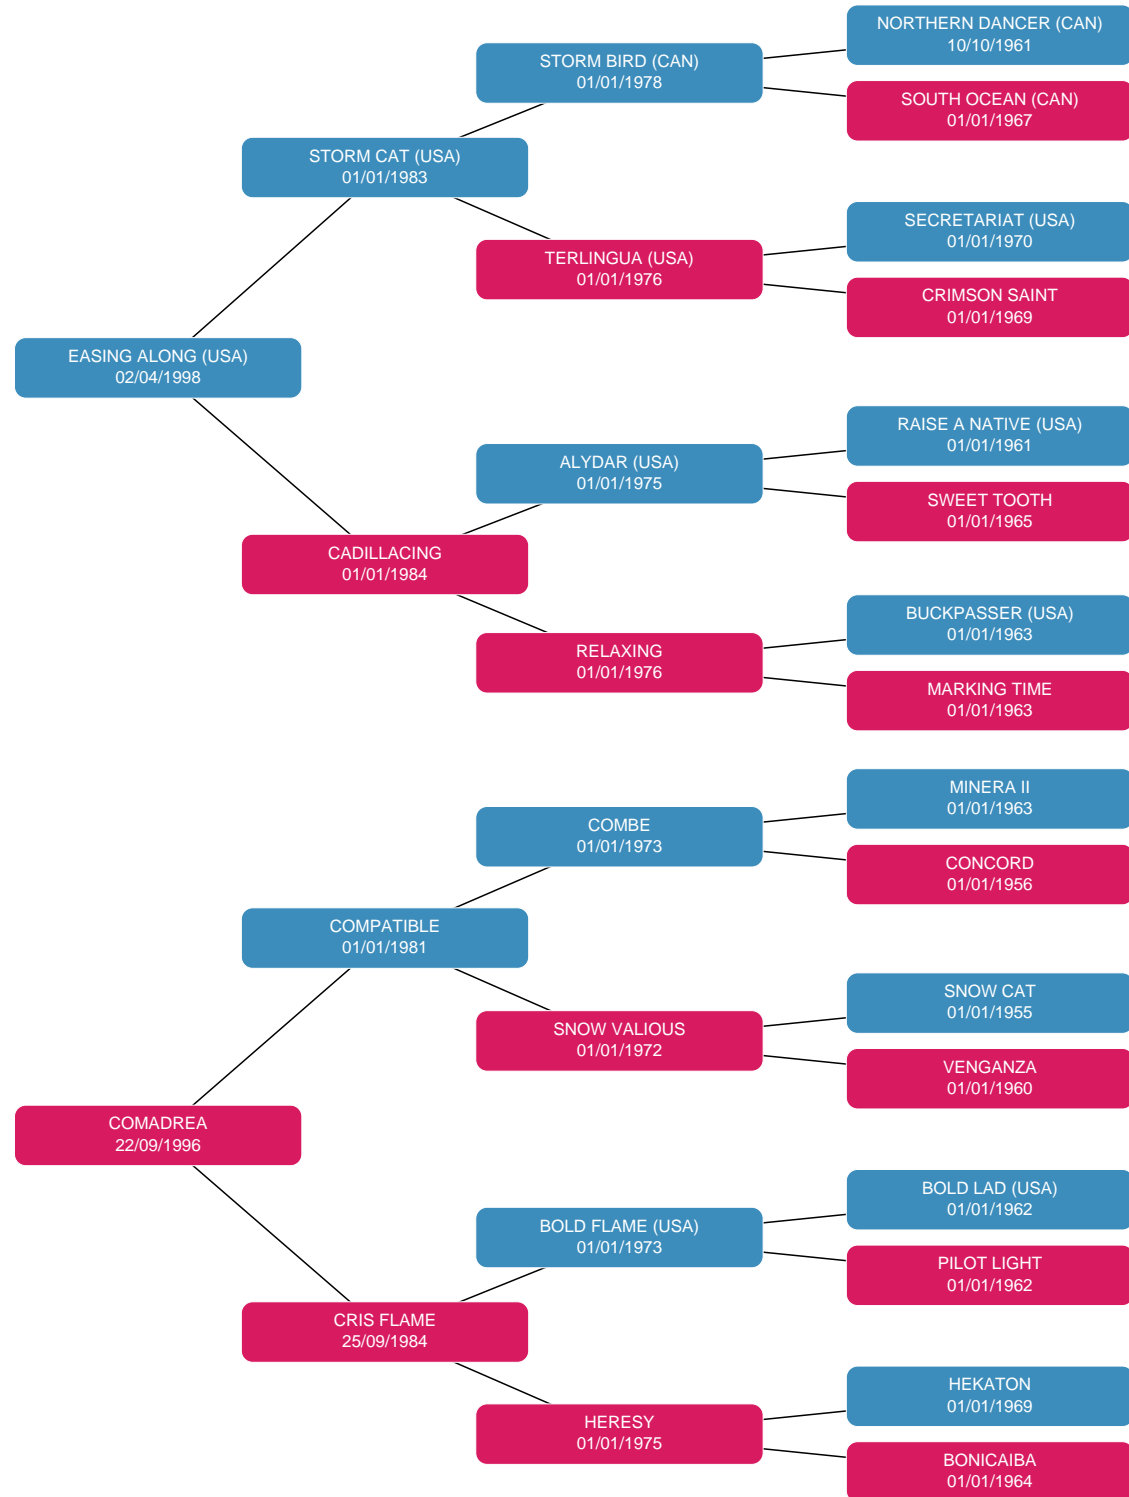 NORTHERN DANCER (CAN)
10/10/1961
STORM BIRD (CAN)
01/01/1978
SOUTH OCEAN (CAN)
01/01/1967
STORM CAT (USA)
01/01/1983
SECRETARIAT (USA)
01/01/1970
TERLINGUA (USA)
01/01/1976
CRIMSON SAINT
01/01/1969
EASING ALONG (USA)
02/04/1998
RAISE A NATIVE (USA)
01/01/1961
ALYDAR (USA)
01/01/1975
SWEET TOOTH
01/01/1965
CADILLACING
01/01/1984
BUCKPASSER (USA)
01/01/1963
RELAXING
01/01/1976
MARKING TIME
01/01/1963
MINERA II
01/01/1963
COMBE
01/01/1973
CONCORD
01/01/1956
COMPATIBLE
01/01/1981
SNOW CAT
01/01/1955
SNOW VALIOUS
01/01/1972
VENGANZA
01/01/1960
COMADREA
22/09/1996
BOLD LAD (USA)
01/01/1962
BOLD FLAME (USA)
01/01/1973
PILOT LIGHT
01/01/1962
CRIS FLAME
25/09/1984
HEKATON
01/01/1969
HERESY
01/01/1975
BONICAIBA
01/01/1964